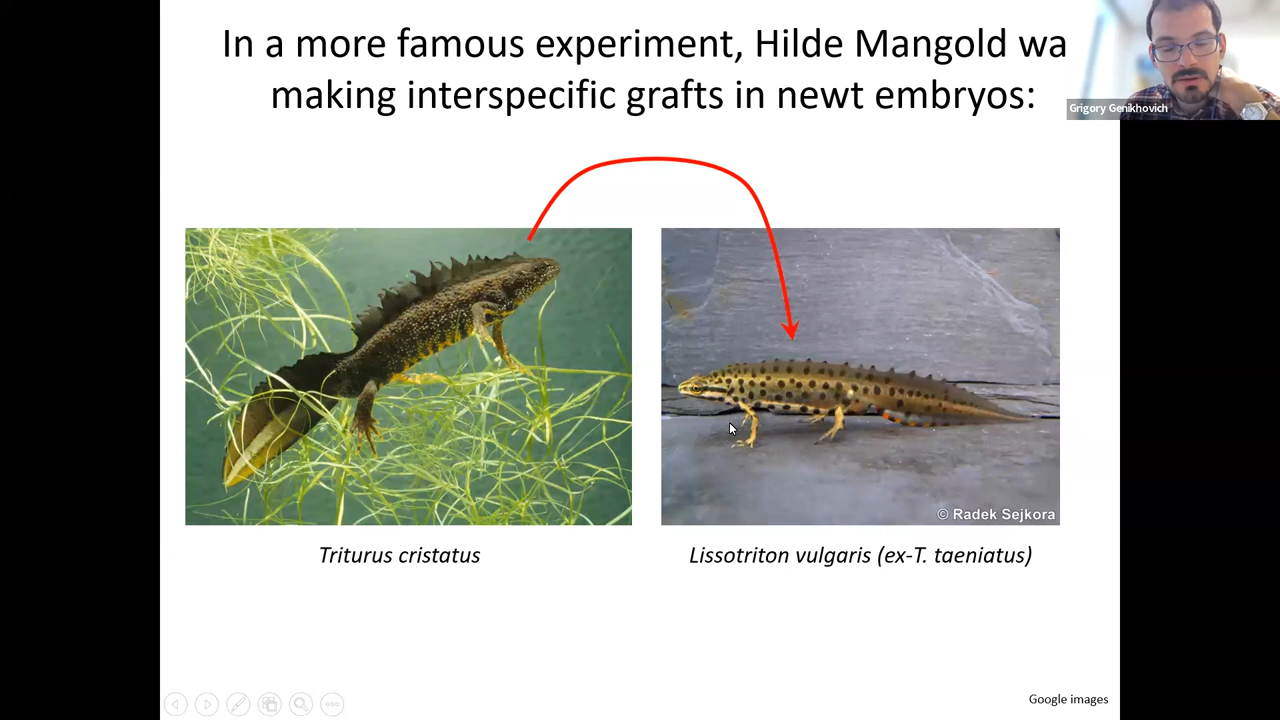 In a more famous experiment, Hilde Mangold wa
making interspecific grafts in newt embryos:
Grigory Genikhovich
© Radek Sejkora
Triturus cristatus
Lissotriton vulgaris (ex-T. taeniatus)
Google images